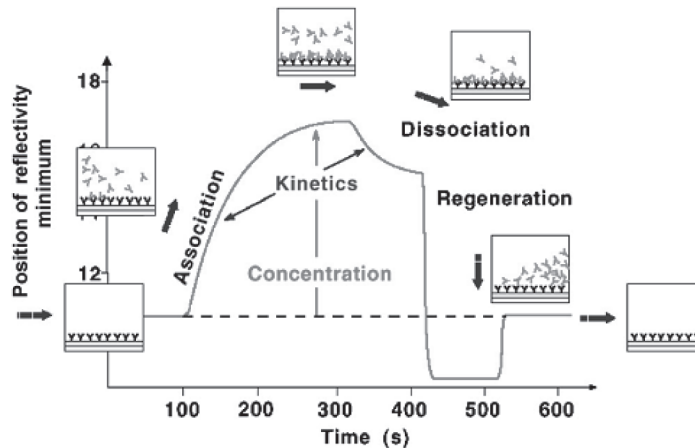 18
Dissociation
Position of reflectivity
minimum
Association
Kinetics
Regeneration
12
Concentration
100
200
300
400
500
600
Time (s)